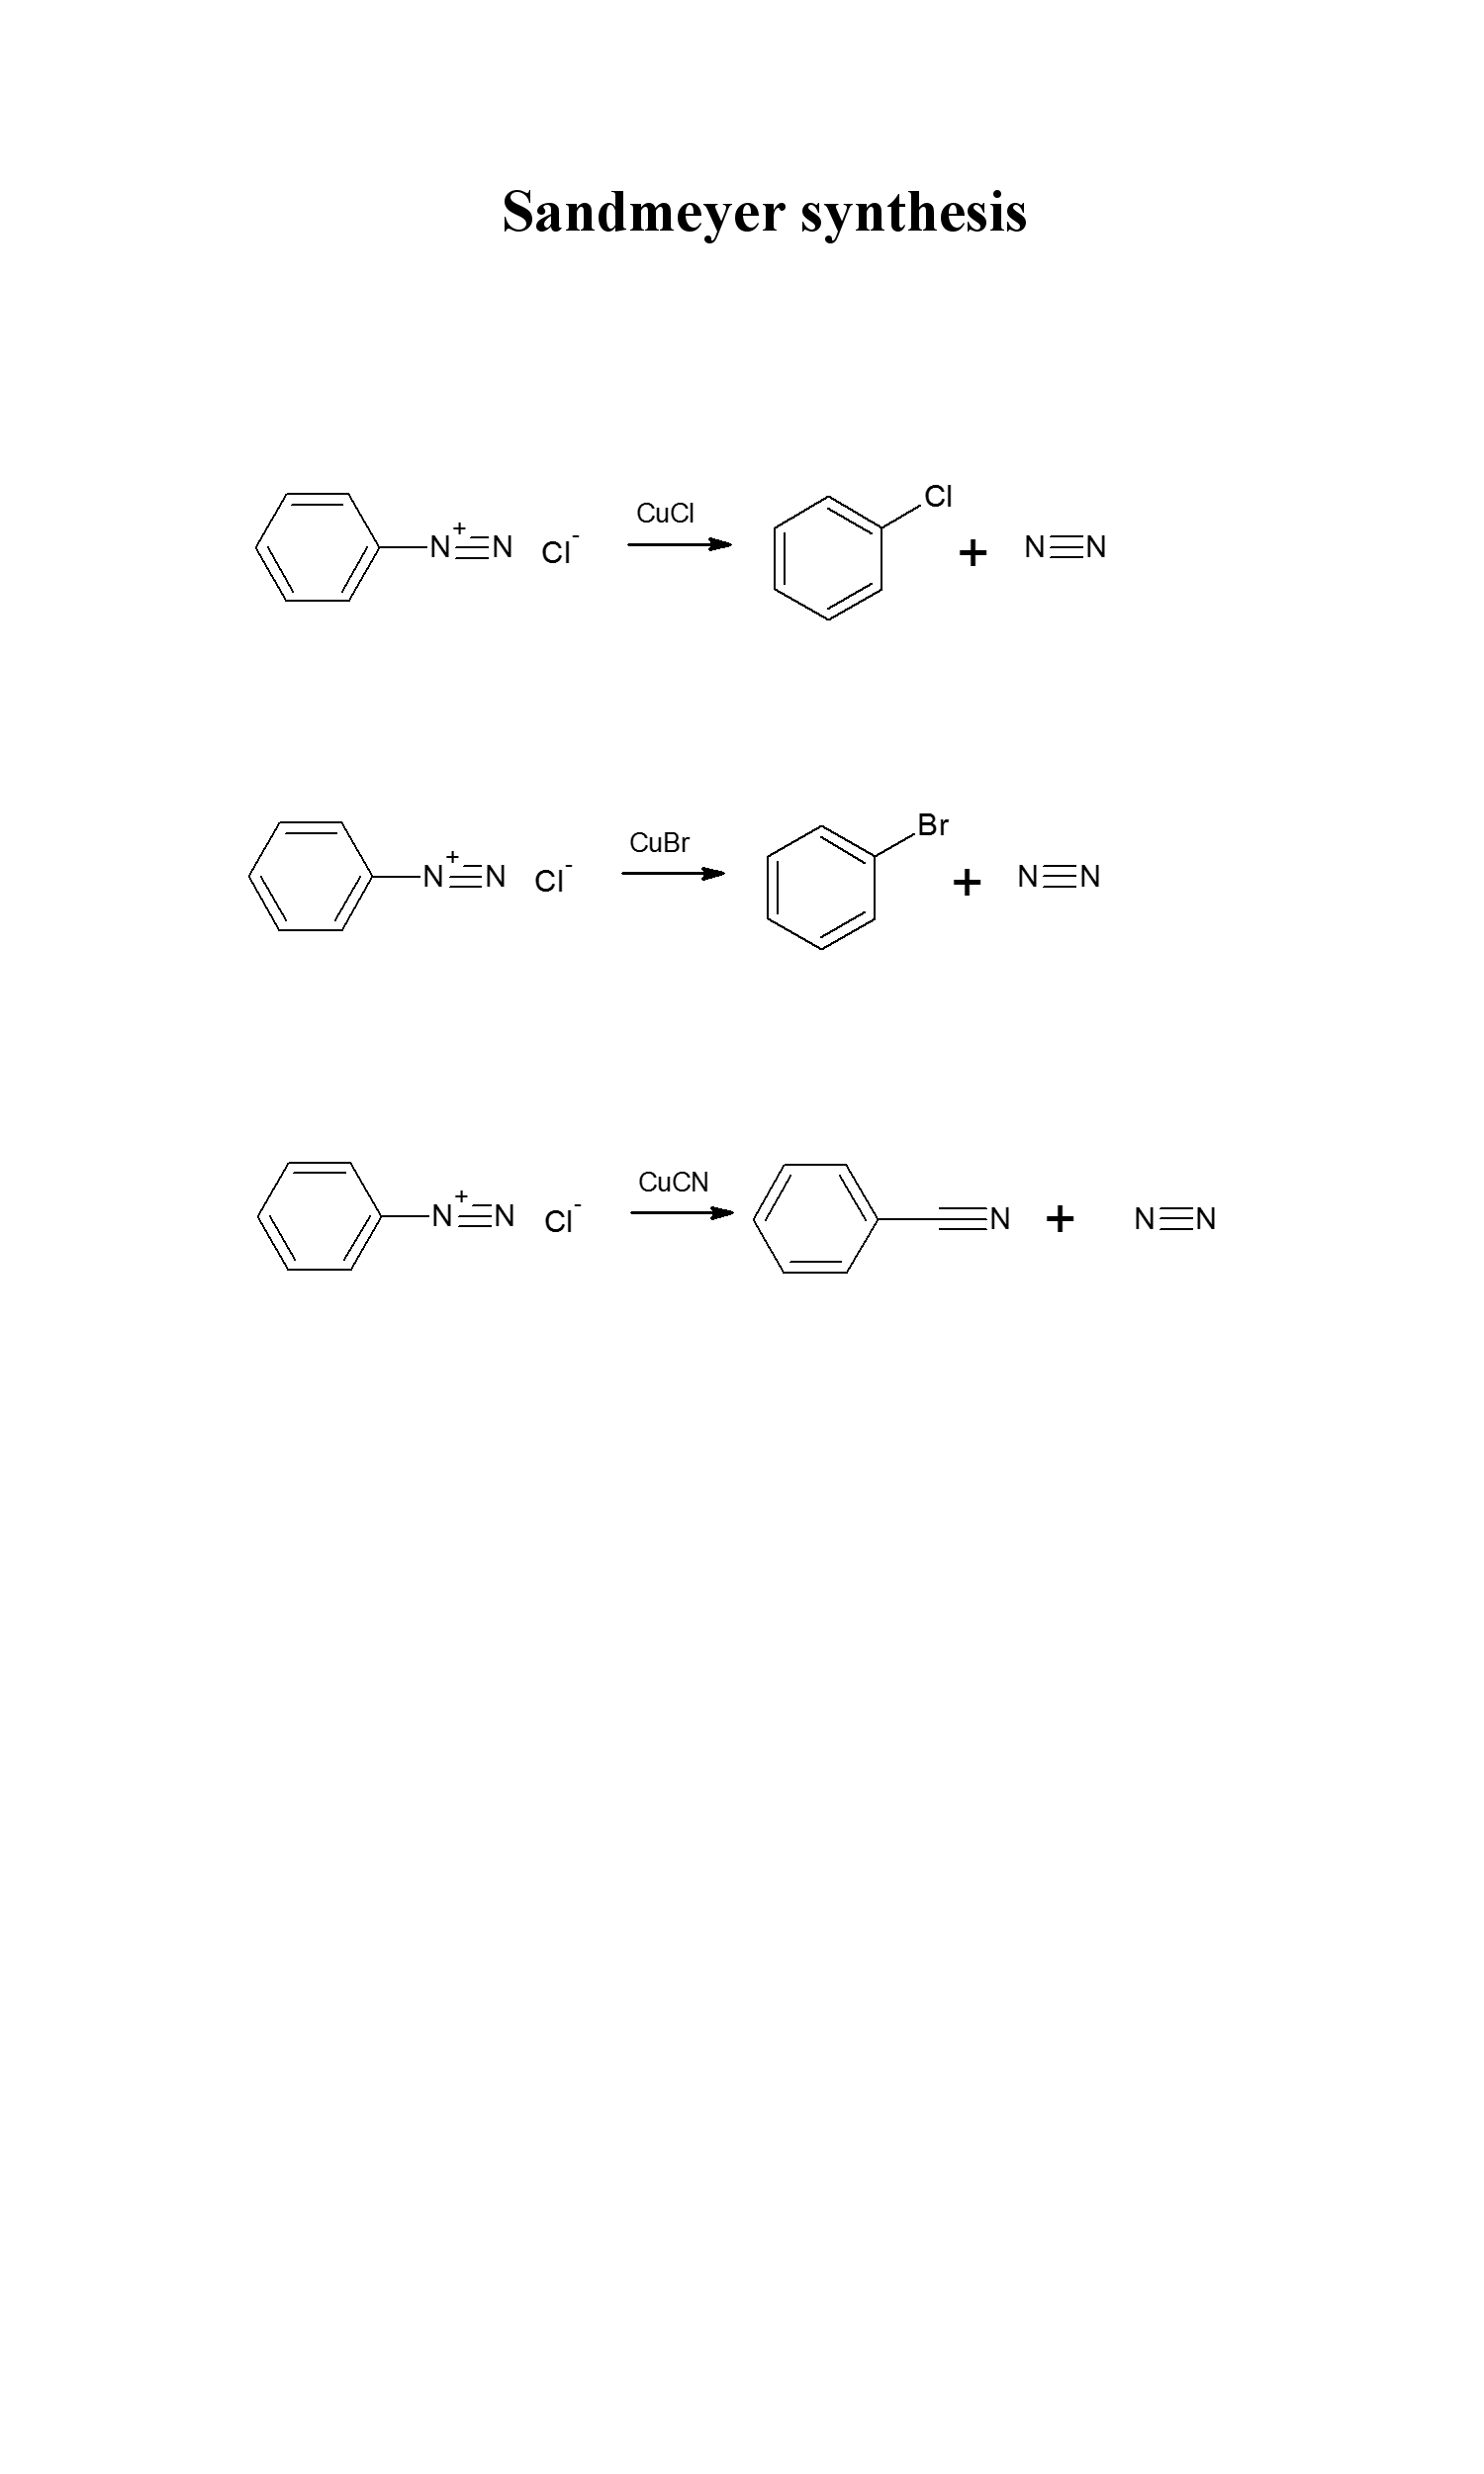 Sandmeyer synthesis
CuCl
N+≡N Cl- Cl + N≡N
CuBr
N+≡N Cl- Br + N≡N
CuCN
N+≡N Cl- ≡N + N≡N